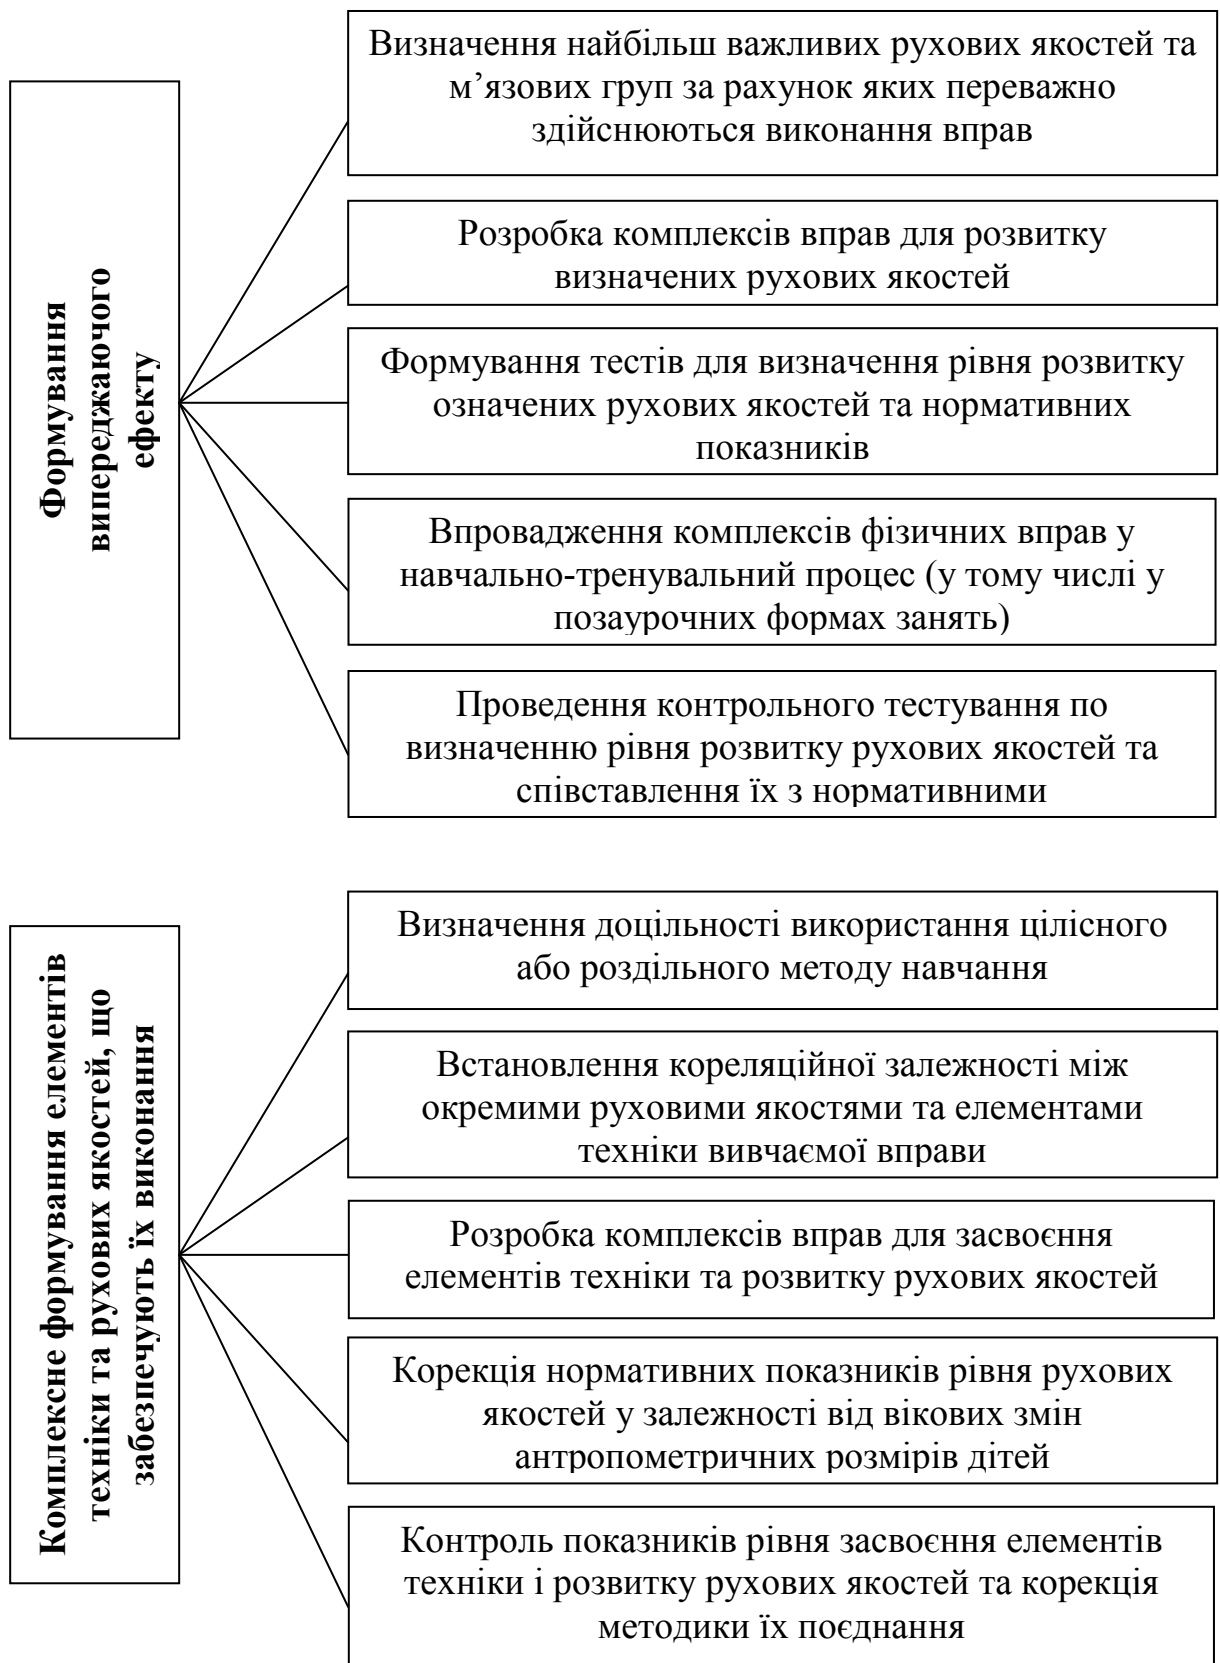 Формування
випереджаючого
ефекту
Визначення найбільш важливих рухових якостей та
м’язових груп за рахунок яких переважно
здійснюються виконання вправ
Розробка комплексів вправ для розвитку
визначених рухових якостей
Формування тестів для визначення рівня розвитку
означених рухових якостей та нормативних
показників
Впровадження комплексів фізичних вправ у
навчально-тренувальний процес (у тому числі у
позаурочних формах занять)
Проведення контрольного тестування по
визначенню рівня розвитку рухових якостей та
співставлення їх з нормативними
Комплексне формування елементів
техніки та рухових якостей, що
забезпечують їх виконання
Визначення доцільності використання цілісного
або роздільного методу навчання
Встановлення кореляційної залежності між
окремими руховими якостями та елементами
техніки вивчаємої вправи
Розробка комплексів вправ для засвоєння
елементів техніки та розвитку рухових якостей
Корекція нормативних показників рівня рухових
якостей у залежності від вікових змін
антропометричних розмірів дітей
Контроль показників рівня засвоєння елементів
техніки і розвитку рухових якостей та корекція
методики їх поєднання